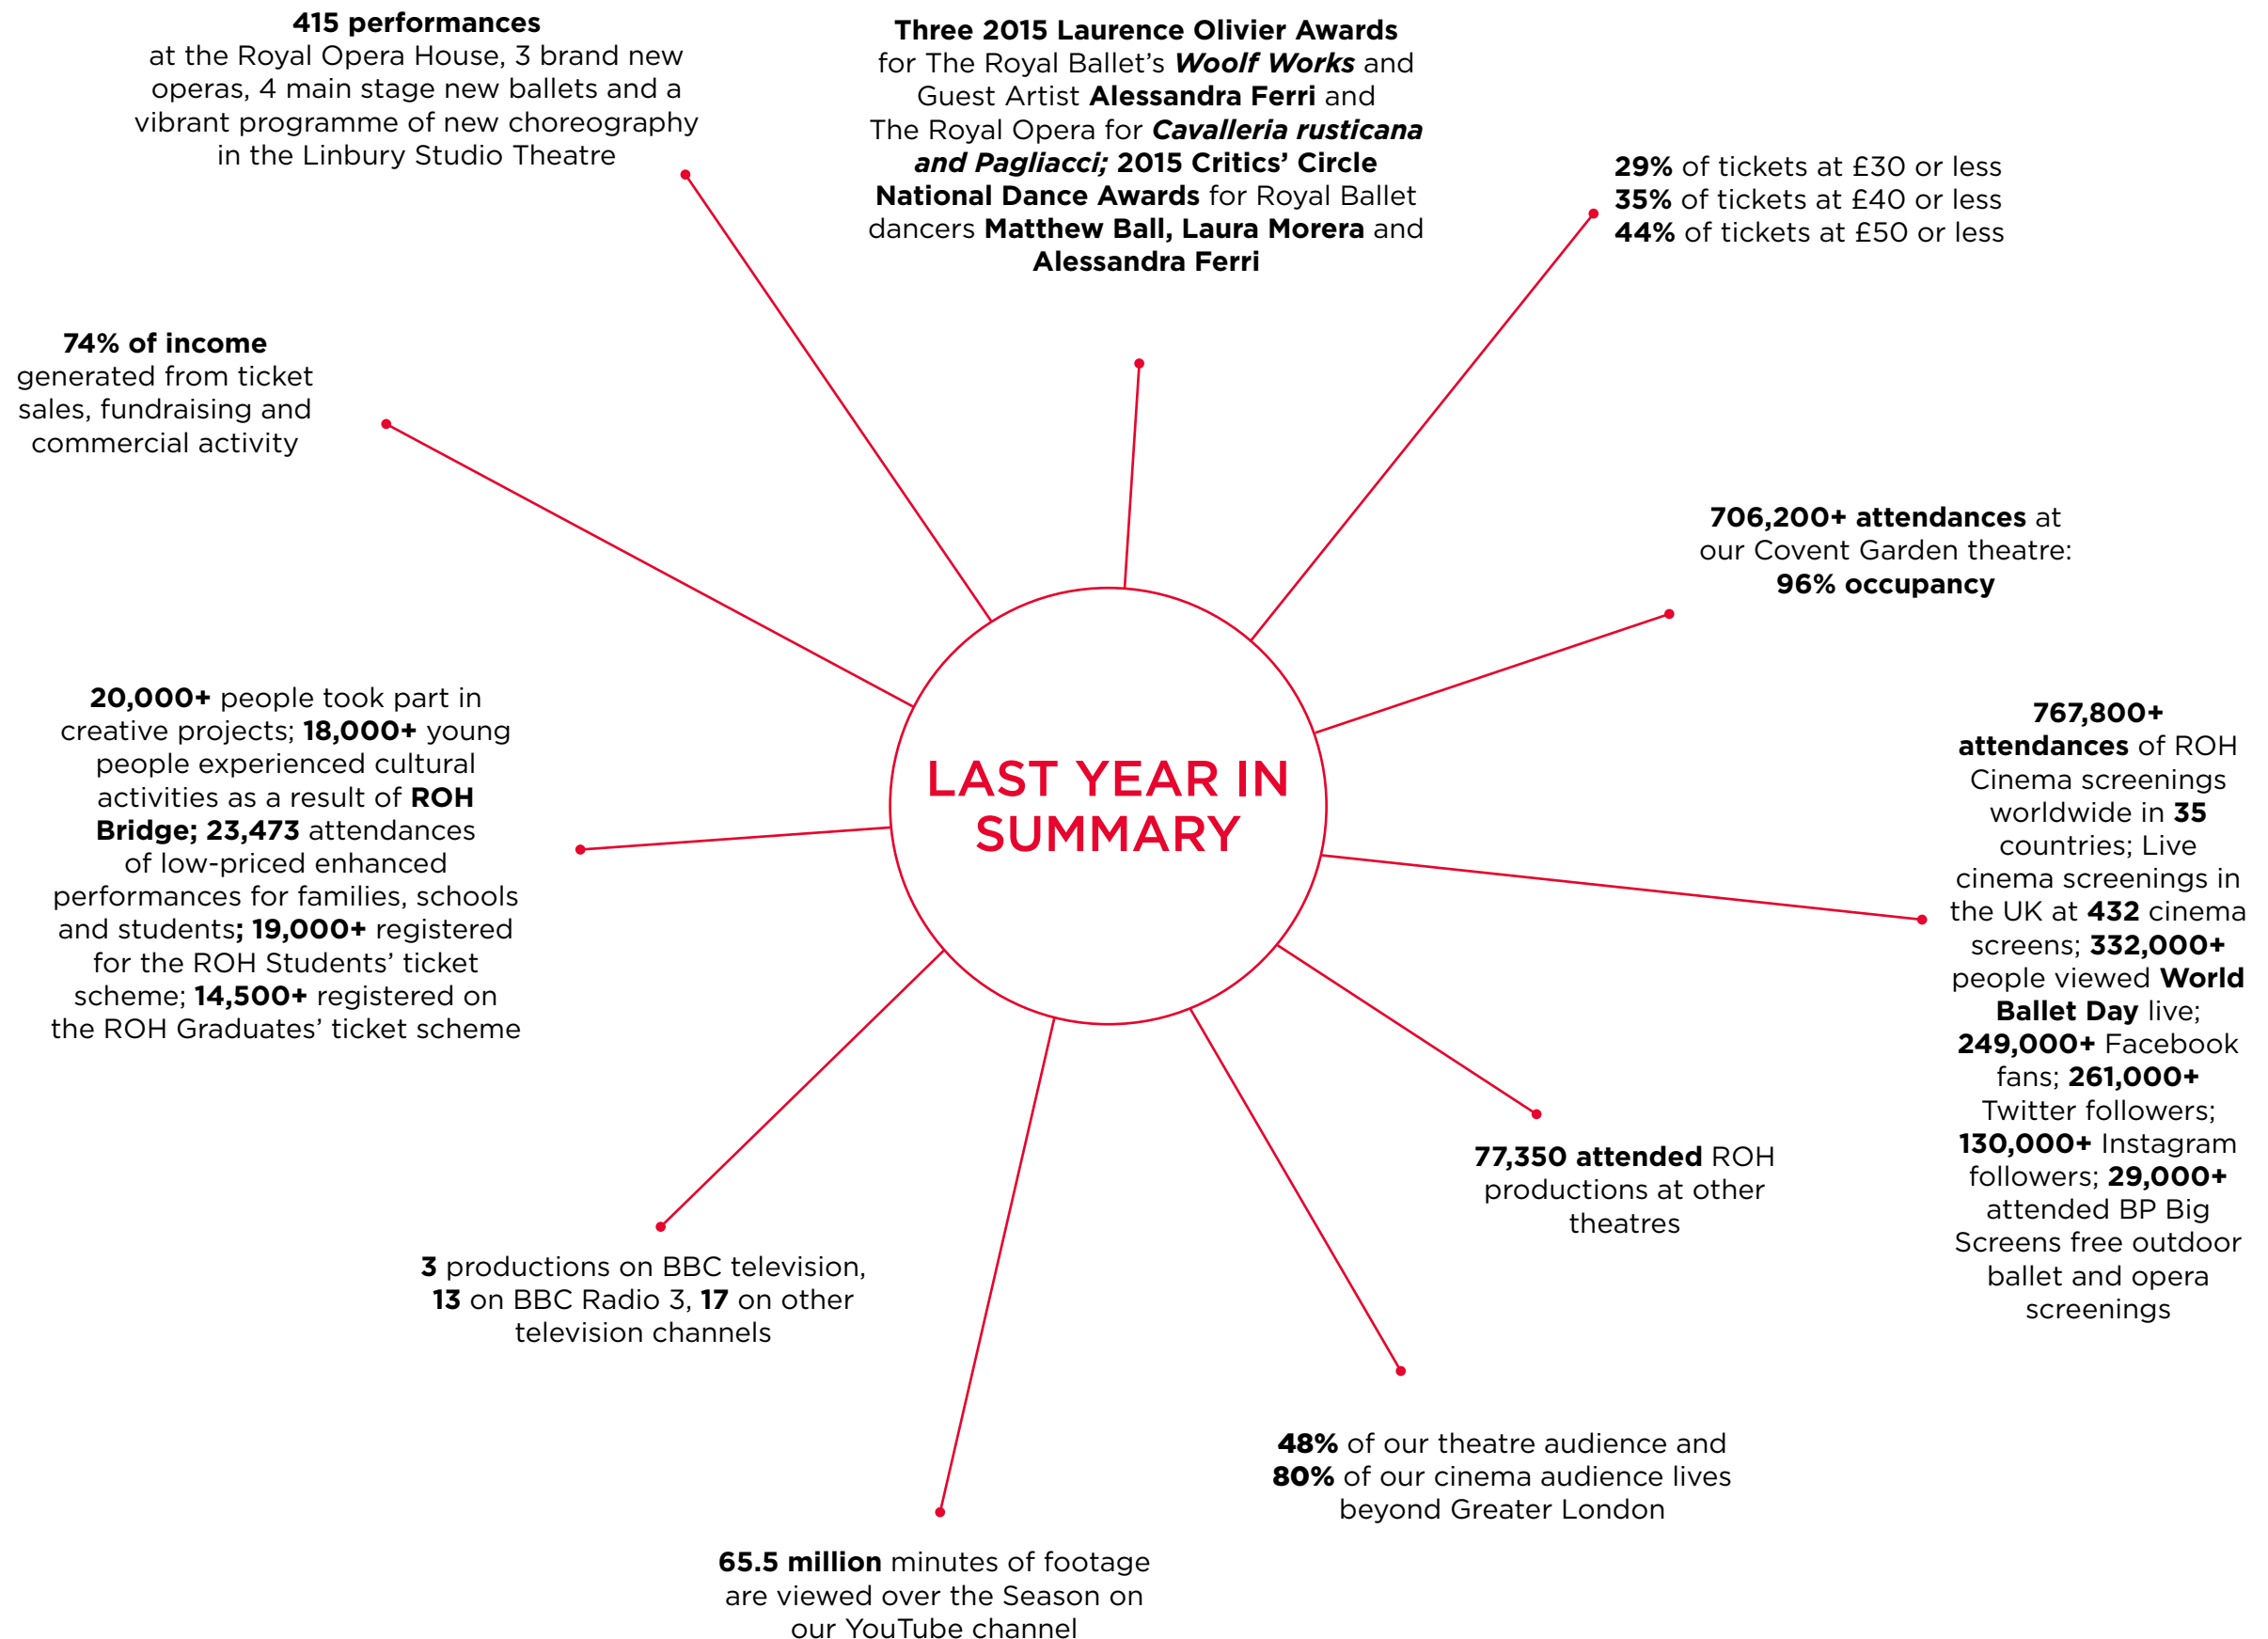 415 performances
at the Royal Opera House, 3 brand new
operas, 4 main stage new ballets and a
vibrant programme of new choreography
in the Linbury Studio Theatre
Three 2015 Laurence Olivier Awards
for The Royal Ballet’s Woolf Works and
Guest Artist Alessandra Ferri and
The Royal Opera for Cavalleria rusticana
and Pagliacci; 2015 Critics’ Circle
National Dance Awards for Royal Ballet
dancers Matthew Ball, Laura Morera and
Alessandra Ferri
29% of tickets at £30 or less
35% of tickets at £40 or less
44% of tickets at £50 or less
74% of income
generated from ticket
sales, fundraising and
commercial activity
706,200+ attendances at
our Covent Garden theatre:
96% occupancy
20,000+ people took part in
creative projects; 18,000+ young
people experienced cultural
activities as a result of ROH
Bridge; 23,473 attendances
of low-priced enhanced
performances for families, schools
and students; 19,000+ registered
for the ROH Students’ ticket
scheme; 14,500+ registered on
the ROH Graduates’ ticket scheme
LAST YEAR IN
SUMMARY
767,800+
attendances of ROH
Cinema screenings
worldwide in 35
countries; Live
cinema screenings in
the UK at 432 cinema
screens; 332,000+
people viewed World
Ballet Day live;
249,000+ Facebook
fans; 261,000+
Twitter followers;
130,000+ Instagram
followers; 29,000+
attended BP Big
Screens free outdoor
ballet and opera
screenings
77,350 attended ROH
productions at other
theatres
3 productions on BBC television,
13 on BBC Radio 3, 17 on other
television channels
48% of our theatre audience and
80% of our cinema audience lives
beyond Greater London
65.5 million minutes of footage
are viewed over the Season on
our YouTube channel